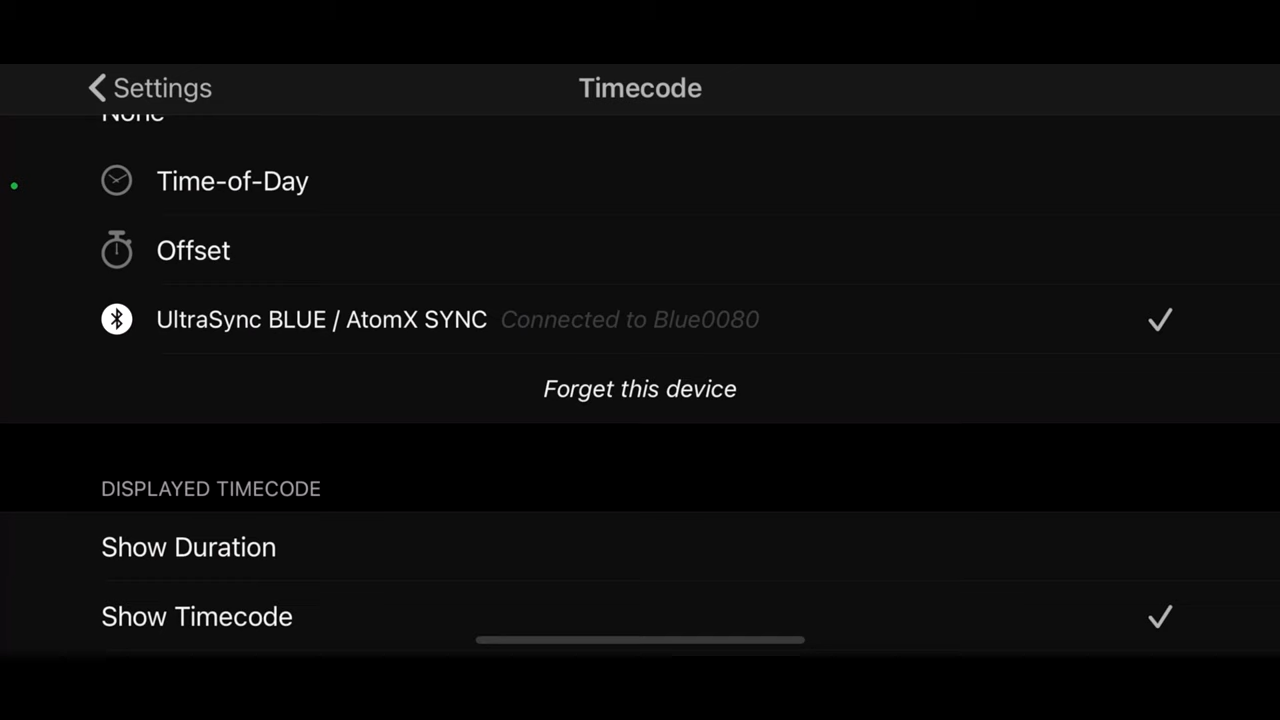 Settings
Timecode
None
Time-of-Day
Offset
UltraSync BLUE / AtomX SYNC Connected to Blue0080
Forget this device
DISPLAYED TIMECODE
Show Duration
Show Timecode